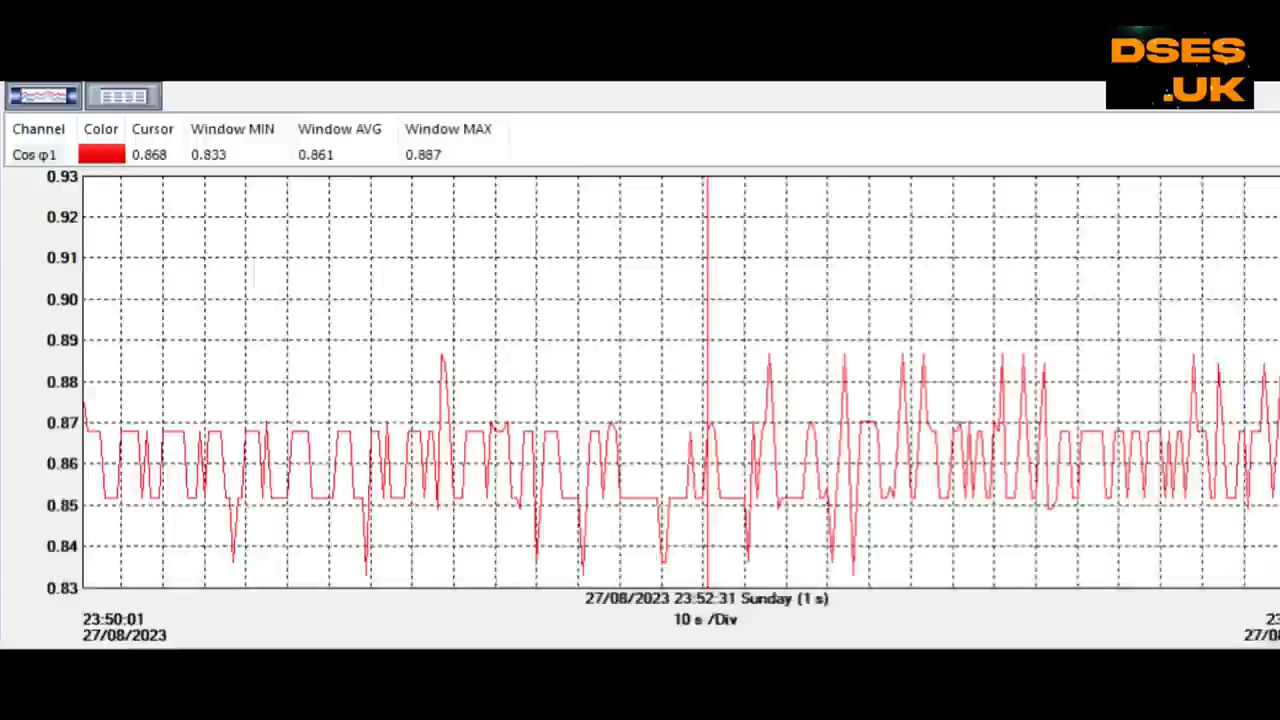 DSES
.UK
Channel Color Cursor Window MIN Window AVG Window MAX
Cos φ1 0.868 0.833 0.861 0.887
0.93
0.92
0.91
0.90
0.89
0.88
0.87
0.86
0.85
0.84
0.83
27/08/2023 23:52:31 Sunday (1 s)
23:50:01 10 s /Div 23
27/08/2023 27/08